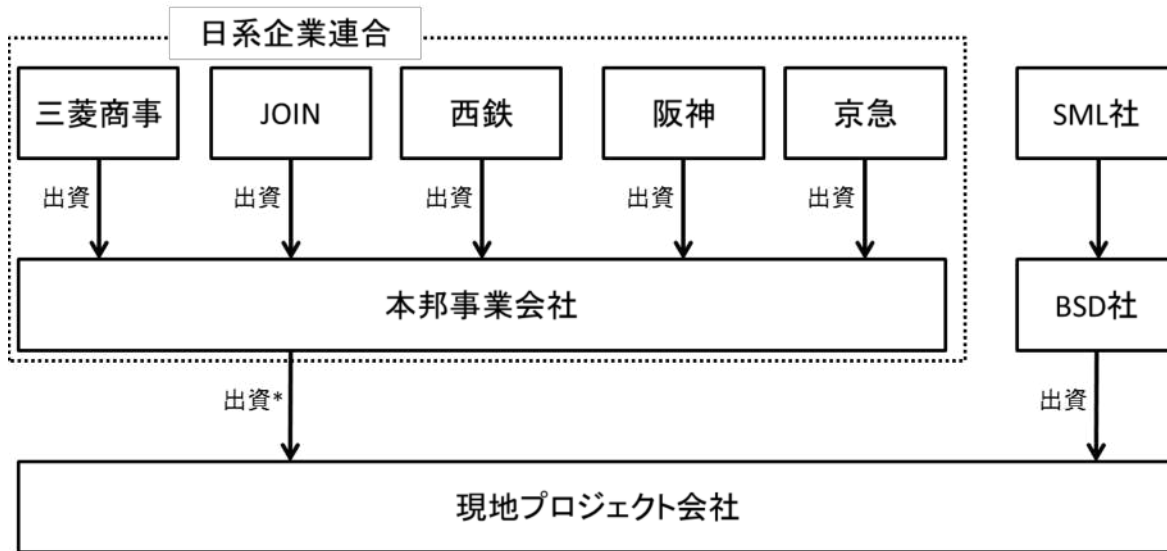 日系企業連合
三菱商事
JOIN
西鉄
阪神
京急
SML社
出資
出資
出資
出資
出資
本邦事業会社
BSD社
出資*
出資
現地プロジェクト会社